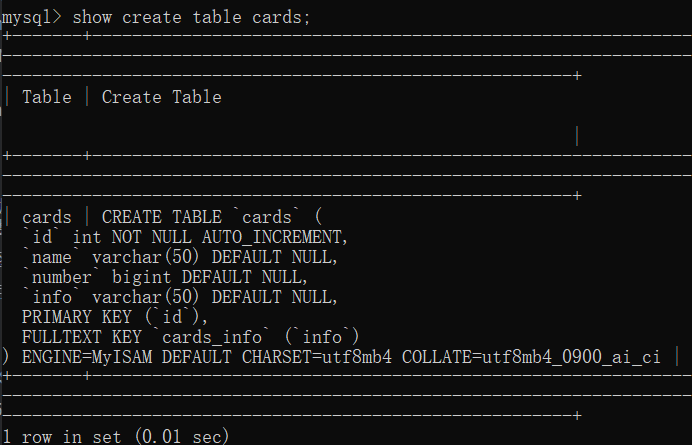 mysql> show create table cards;
| Table | Create Table
|
| cards | CREATE TABLE `cards` (
`id` int NOT NULL AUTO_INCREMENT,
`name` varchar(50) DEFAULT NULL,
`number` bigint DEFAULT NULL,
`info` varchar(50) DEFAULT NULL,
PRIMARY KEY (`id`),
FULLTEXT KEY `cards_info` (`info`)
) ENGINE=MyISAM DEFAULT CHARSET=utf8mb4 COLLATE=utf8mb4_0900_ai_ci |
1 row in set (0.01 sec)